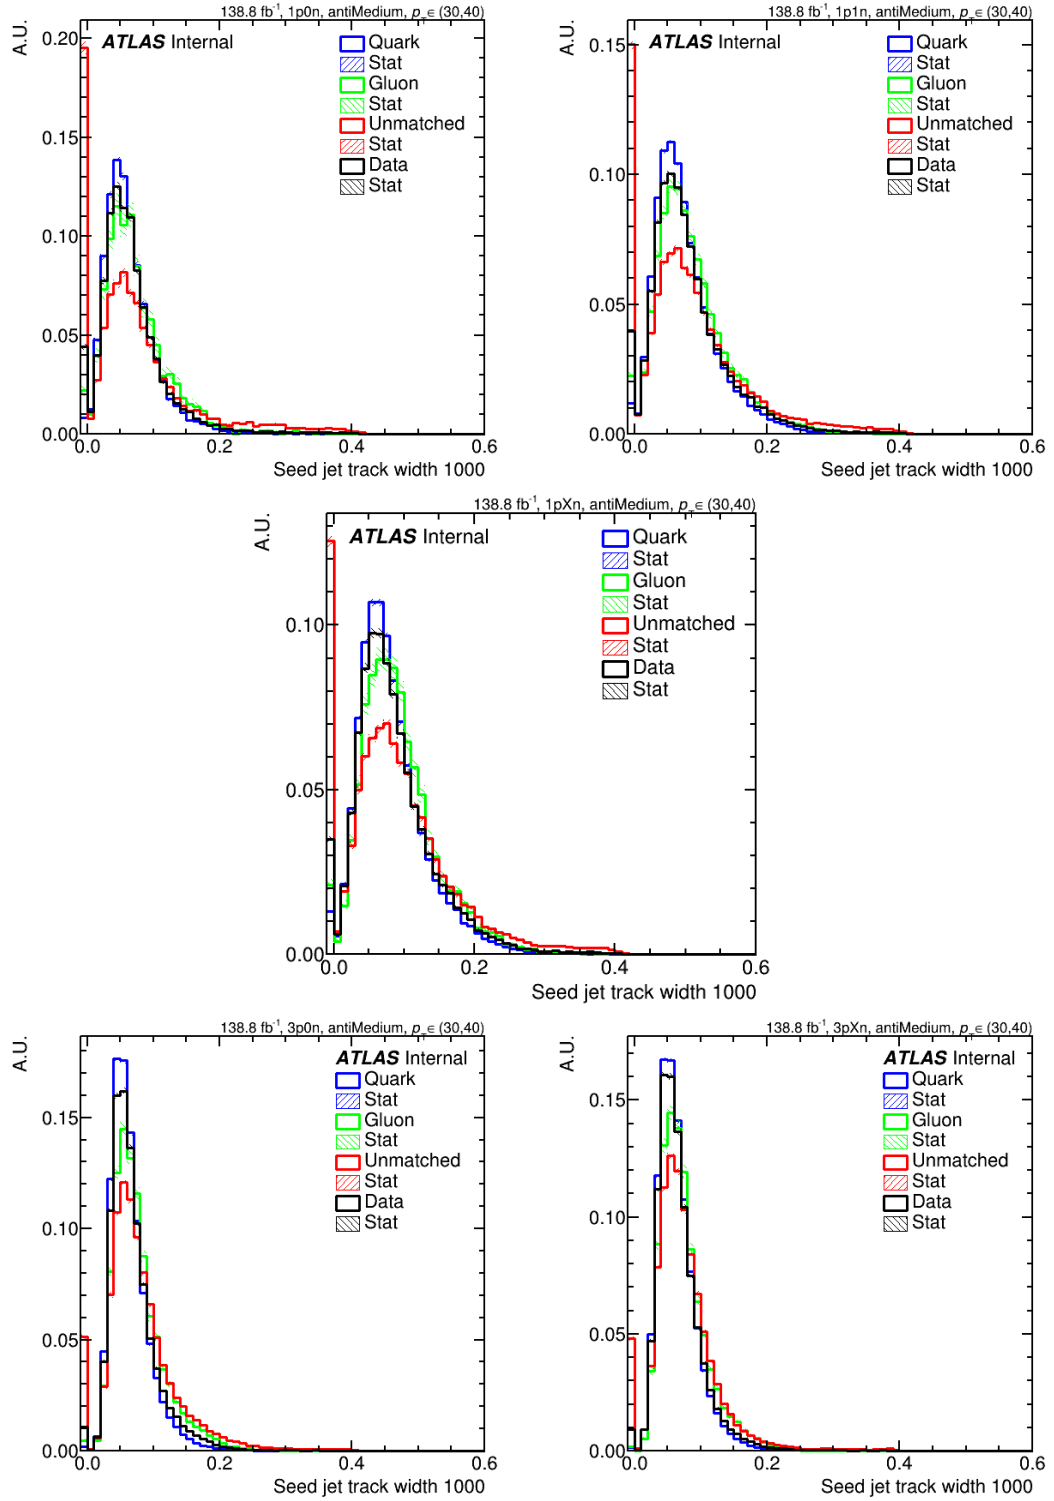 138.8 fb⁻¹, 1p0n, antiMedium, p_T ∈ (30,40)
A.U.
ATLAS Internal
Quark
Stat
Gluon
Stat
Unmatched
Stat
Data
Stat
0.20
0.15
0.10
0.05
0.00
0.0 0.2 0.4 0.6
Seed jet track width 1000
138.8 fb⁻¹, 1p1n, antiMedium, p_T ∈ (30,40)
A.U.
ATLAS Internal
Quark
Stat
Gluon
Stat
Unmatched
Stat
Data
Stat
0.15
0.10
0.05
0.00
0.0 0.2 0.4 0.6
Seed jet track width 1000
138.8 fb⁻¹, 1pXn, antiMedium, p_T ∈ (30,40)
A.U.
ATLAS Internal
Quark
Stat
Gluon
Stat
Unmatched
Stat
Data
Stat
0.10
0.05
0.00
0.0 0.2 0.4 0.6
Seed jet track width 1000
138.8 fb⁻¹, 3p0n, antiMedium, p_T ∈ (30,40)
A.U.
ATLAS Internal
Quark
Stat
Gluon
Stat
Unmatched
Stat
Data
Stat
0.15
0.10
0.05
0.00
0.0 0.2 0.4 0.6
Seed jet track width 1000
138.8 fb⁻¹, 3pXn, antiMedium, p_T ∈ (30,40)
A.U.
ATLAS Internal
Quark
Stat
Gluon
Stat
Unmatched
Stat
Data
Stat
0.15
0.10
0.05
0.00
0.0 0.2 0.4 0.6
Seed jet track width 1000